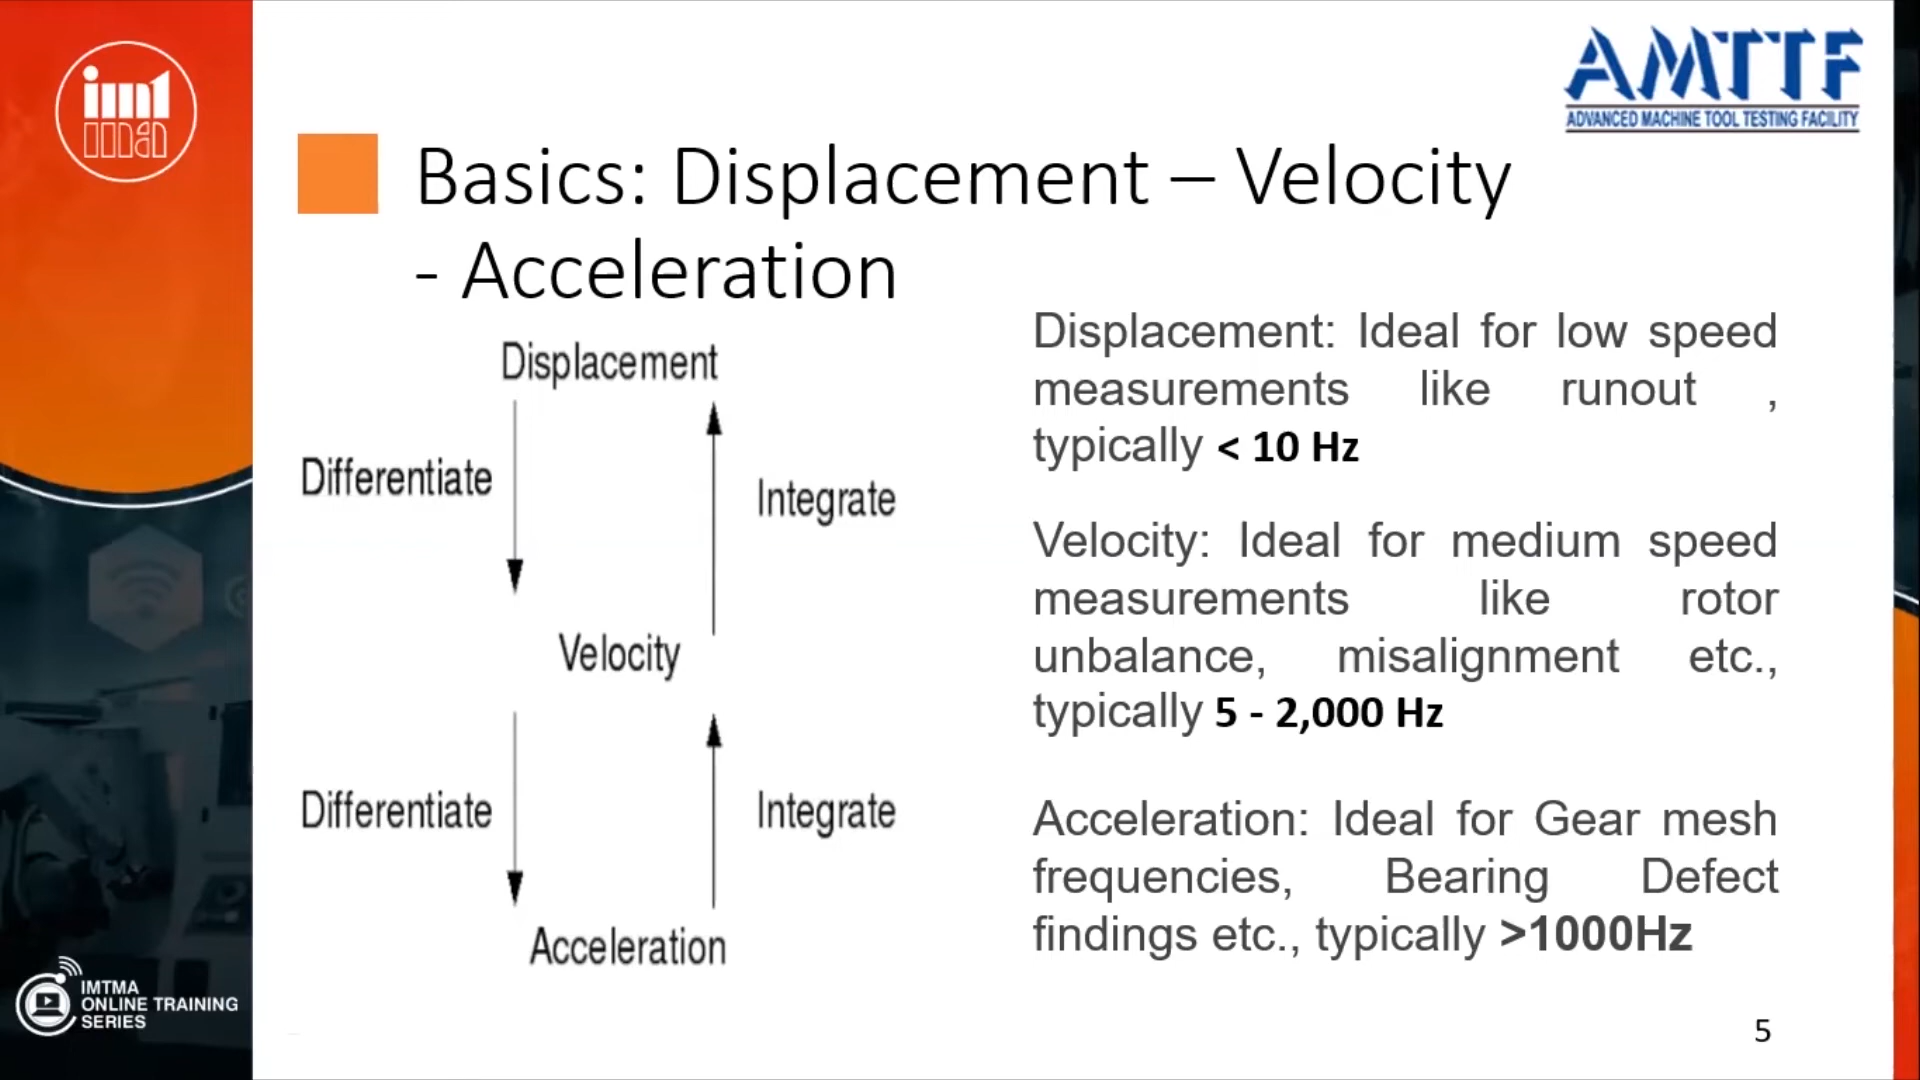 AMTTF
ADVANCED MACHINE TOOL TESTING FACILITY
Basics: Displacement – Velocity
- Acceleration
Displacement
Differentiate
Integrate
Velocity
Differentiate
Integrate
Acceleration
Displacement: Ideal for low speed
measurements like runout ,
typically < 10 Hz
Velocity: Ideal for medium speed
measurements like rotor
unbalance, misalignment etc.,
typically 5 - 2,000 Hz
Acceleration: Ideal for Gear mesh
frequencies, Bearing Defect
findings etc., typically >1000Hz
IMTMA
ONLINE TRAINING
SERIES
5